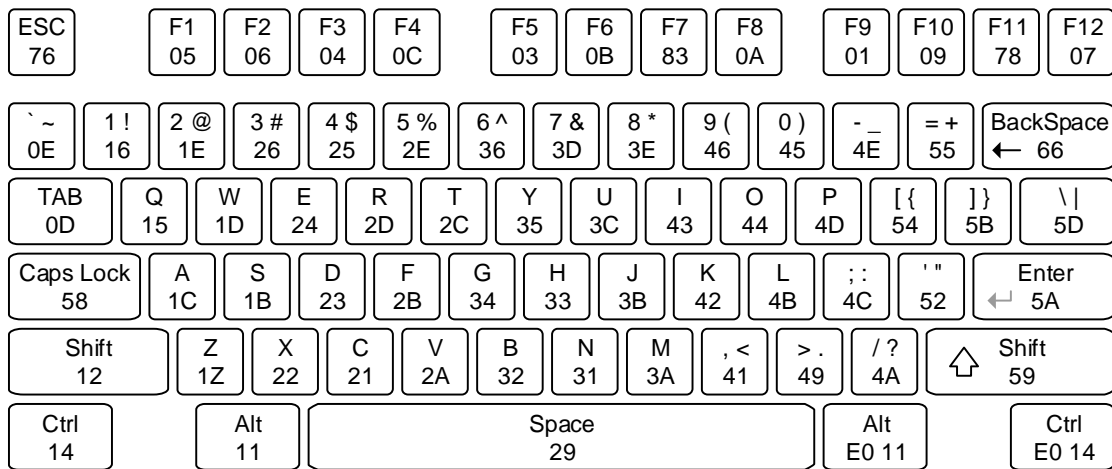 ESC F1 F2 F3 F4 F5 F6 F7 F8 F9 F10 F11 F12
76 05 06 04 0C 03 0B 83 0A 01 09 78 07
` ~ 1 ! 2 @ 3 # 4 $ 5 % 6 ^ 7 & 8 * 9 ( 0 ) - _ = + BackSpace
0E 16 1E 26 25 2E 36 3D 3E 46 45 4E 55 ← 66
TAB Q W E R T Y U I O P [ { ] } \ |
0D 15 1D 24 2D 2C 35 3C 43 44 4D 54 5B 5D
Caps Lock A S D F G H J K L ; : ' " Enter
58 1C 1B 23 2B 34 33 3B 42 4B 4C 52 ↵ 5A
Shift Z X C V B N M , < > . / ? Shift
12 1Z 22 21 2A 32 31 3A 41 49 4A 59
Ctrl Alt Space Alt Ctrl
14 11 29 E0 11 E0 14